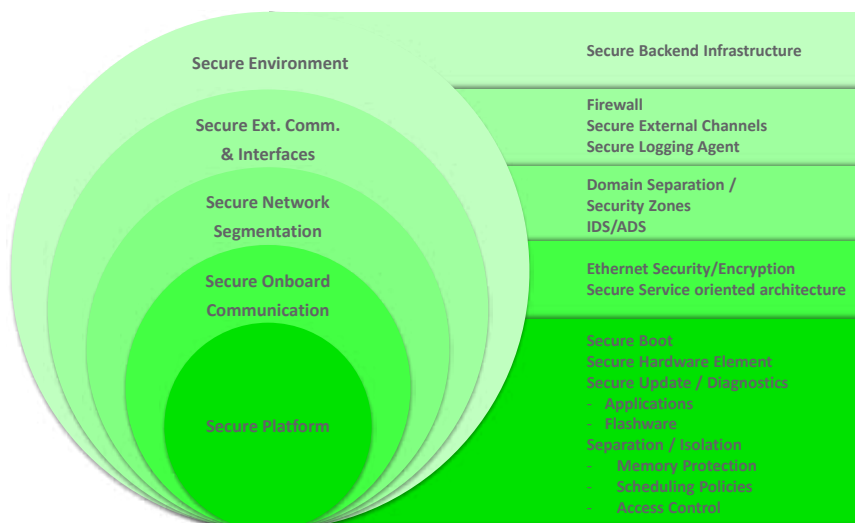 Secure Environment
Secure Ext. Comm.
& Interfaces
Secure Network
Segmentation
Secure Onboard
Communication
Secure Platform
Secure Backend Infrastructure
Firewall
Secure External Channels
Secure Logging Agent
Domain Separation /
Security Zones
IDS/ADS
Ethernet Security/Encryption
Secure Service oriented architecture
Secure Boot
Secure Hardware Element
Secure Update / Diagnostics
- Applications
- Flashware
Separation / Isolation
- Memory Protection
- Scheduling Policies
- Access Control